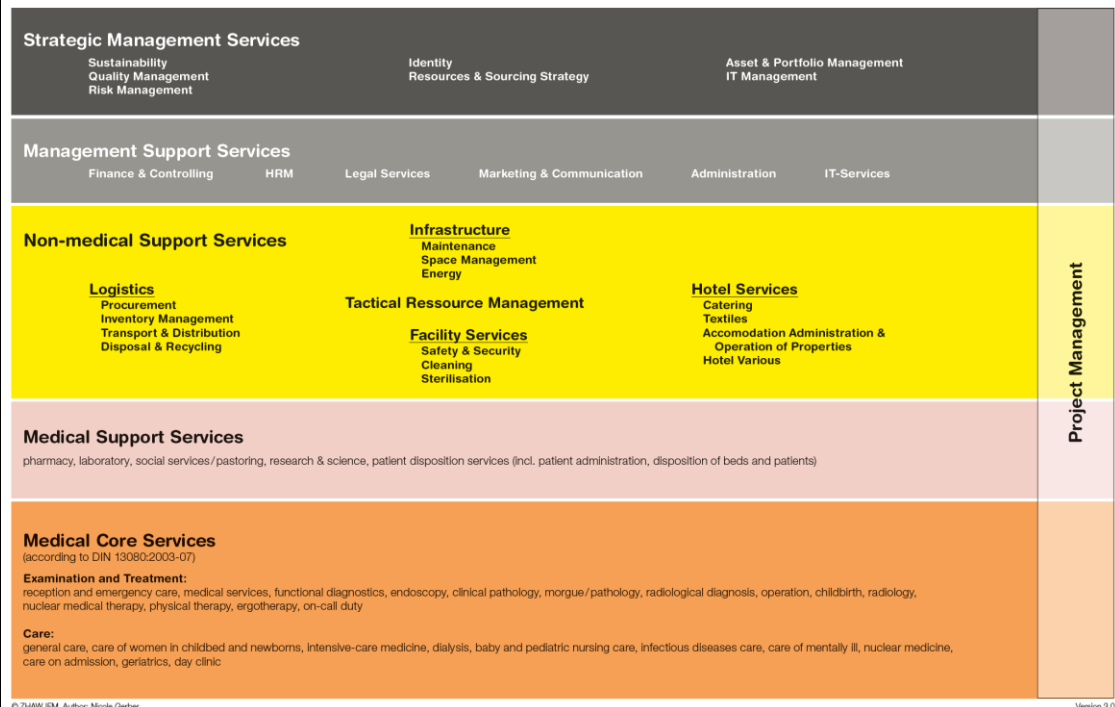 Strategic Management Services
Sustainability
Quality Management
Risk Management
Identity
Resources & Sourcing Strategy
Asset & Portfolio Management
IT Management
Management Support Services
Finance & Controlling
HRM
Legal Services
Marketing & Communication
Administration
IT-Services
Non-medical Support Services
Logistics
Procurement
Inventory Management
Transport & Distribution
Disposal & Recycling
Infrastructure
Maintenance
Space Management
Energy
Tactical Ressource Management
Facility Services
Safety & Security
Cleaning
Sterilisation
Hotel Services
Catering
Textiles
Accomodation Administration &
Operation of Properties
Hotel Various
Medical Support Services
pharmacy, laboratory, social services/pastoring, research & science, patient disposition services (incl. patient administration, disposition of beds and patients)
Medical Core Services
(according to DIN 13080:2003-07)
Examination and Treatment:
reception and emergency care, medical services, functional diagnostics, endoscopy, clinical pathology, morgue/pathology, radiological diagnosis, operation, childbirth, radiology,
nuclear medical therapy, physical therapy, ergotherapy, on-call duty
Care:
general care, care of women in childbed and newborns, intensive-care medicine, dialysis, baby and pediatric nursing care, infectious diseases care, care of mentally ill, nuclear medicine,
care on admission, geriatrics, day clinic
Project Management
© ZHAW IFM, Author: Nicole Gerber
Version 3.0